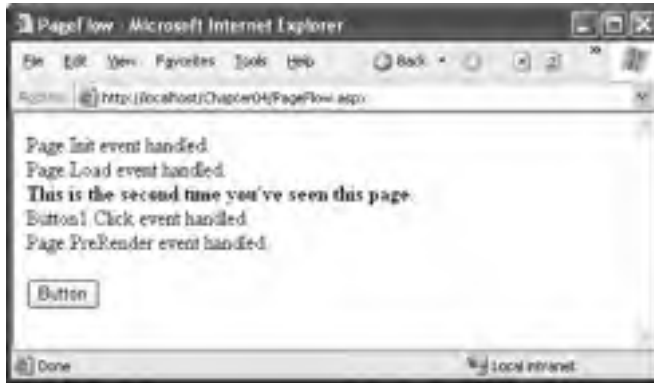 PageFlow - Microsoft Internet Explorer
File Edit View Favorites Tools Help Back »
Address http://localhost/Chapter04/PageFlow.aspx
Page.Init event handled.
Page.Load event handled.
This is the second time you've seen this page.
Button1.Click event handled.
Page.PreRender event handled.
Button
Done Local intranet